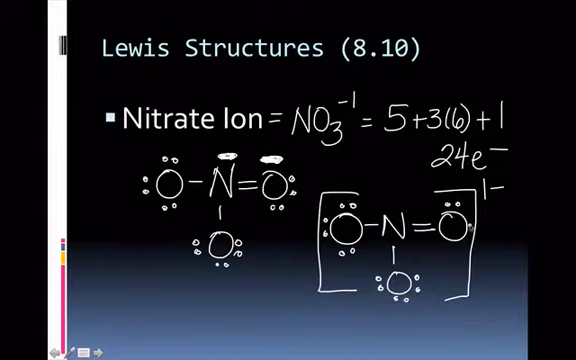 Lewis Structures (8.10)
▪ Nitrate Ion = NO₃⁻¹ = 5 + 3(6) + 1
24e⁻
O – N = O
|
O
[O – N = O
|
O]¹⁻